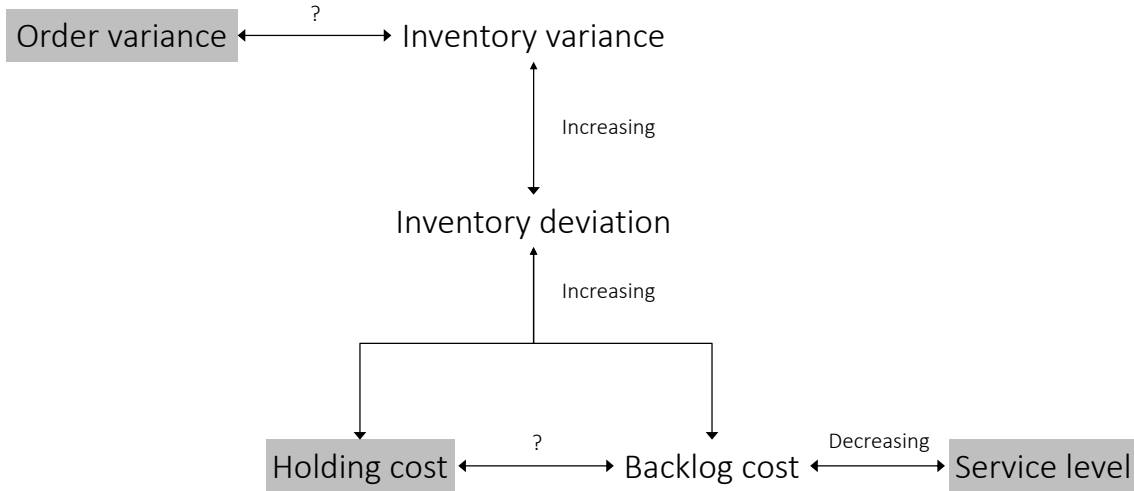 ?
Order variance
Inventory variance
Increasing
Inventory deviation
Increasing
?
Decreasing
Holding cost
Backlog cost
Service level